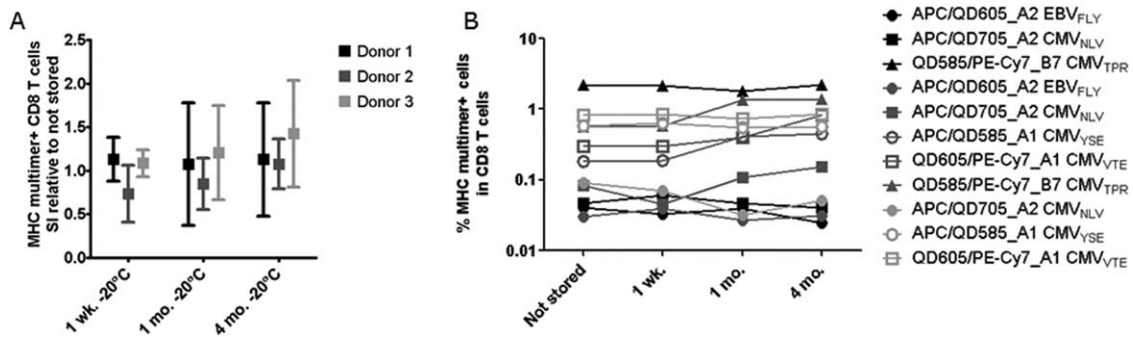 A
MHC multimer+ CD8 T cells
SI relative to not stored
2.5
2.0
1.5
1.0
0.5
0.0
1 wk. -20°C
1 mo. -20°C
4 mo. -20°C
Donor 1
Donor 2
Donor 3
B
% MHC multimer+ cells
in CD8 T cells
10
1
0.1
0.01
Not stored
1 wk.
1 mo.
4 mo.
APC/QD605_A2 EBVFLY
APC/QD705_A2 CMVNLV
QD585/PE-Cy7_B7 CMVTPR
APC/QD605_A2 EBVFLY
APC/QD705_A2 CMVNLV
APC/QD585_A1 CMVYSE
QD605/PE-Cy7_A1 CMVVTE
QD585/PE-Cy7_B7 CMVTPR
APC/QD705_A2 CMVNLV
APC/QD585_A1 CMVYSE
QD605/PE-Cy7_A1 CMVVTE